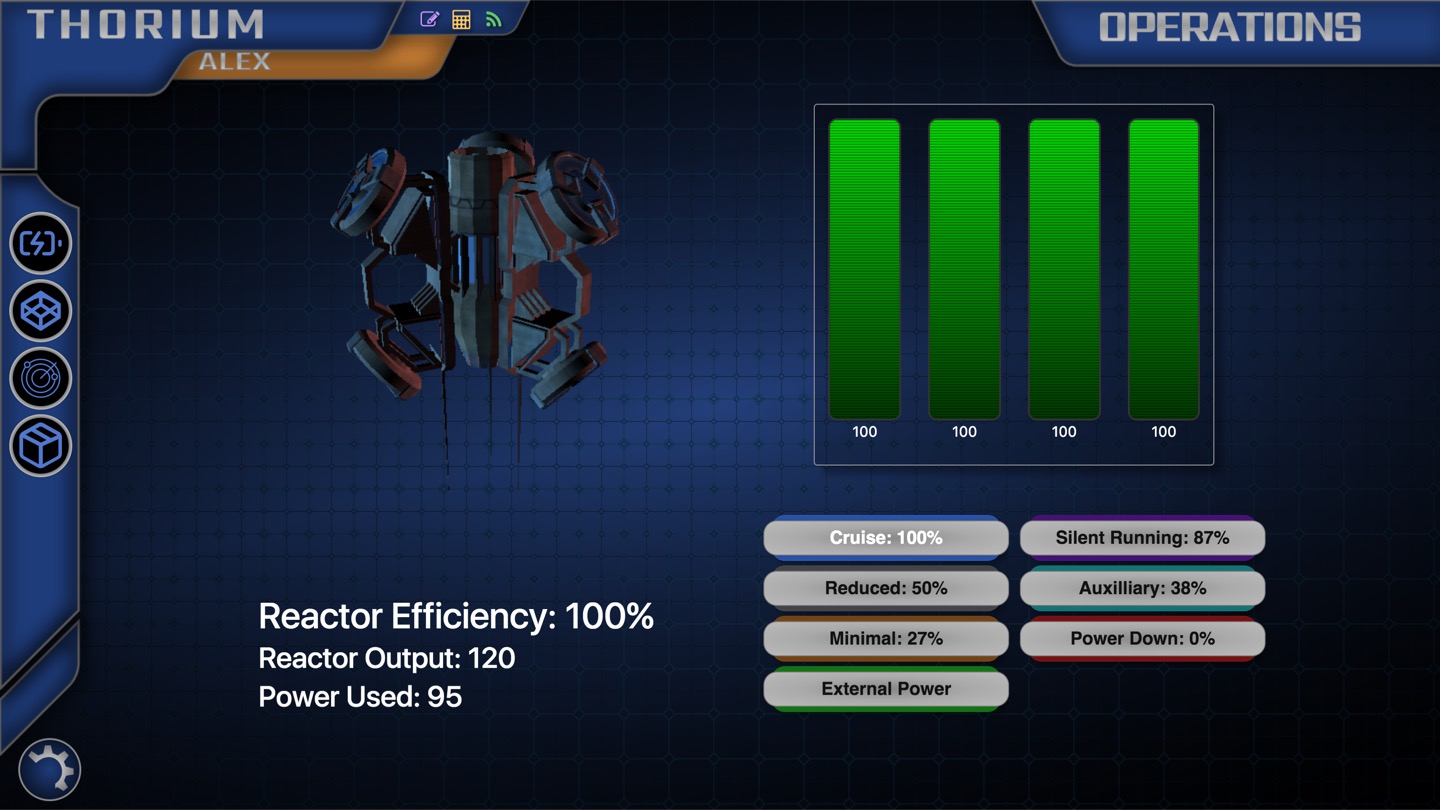 THORIUM
ALEX
OPERATIONS
100 100 100 100
Cruise: 100% Silent Running: 87%
Reduced: 50% Auxilliary: 38%
Minimal: 27% Power Down: 0%
External Power
Reactor Efficiency: 100%
Reactor Output: 120
Power Used: 95